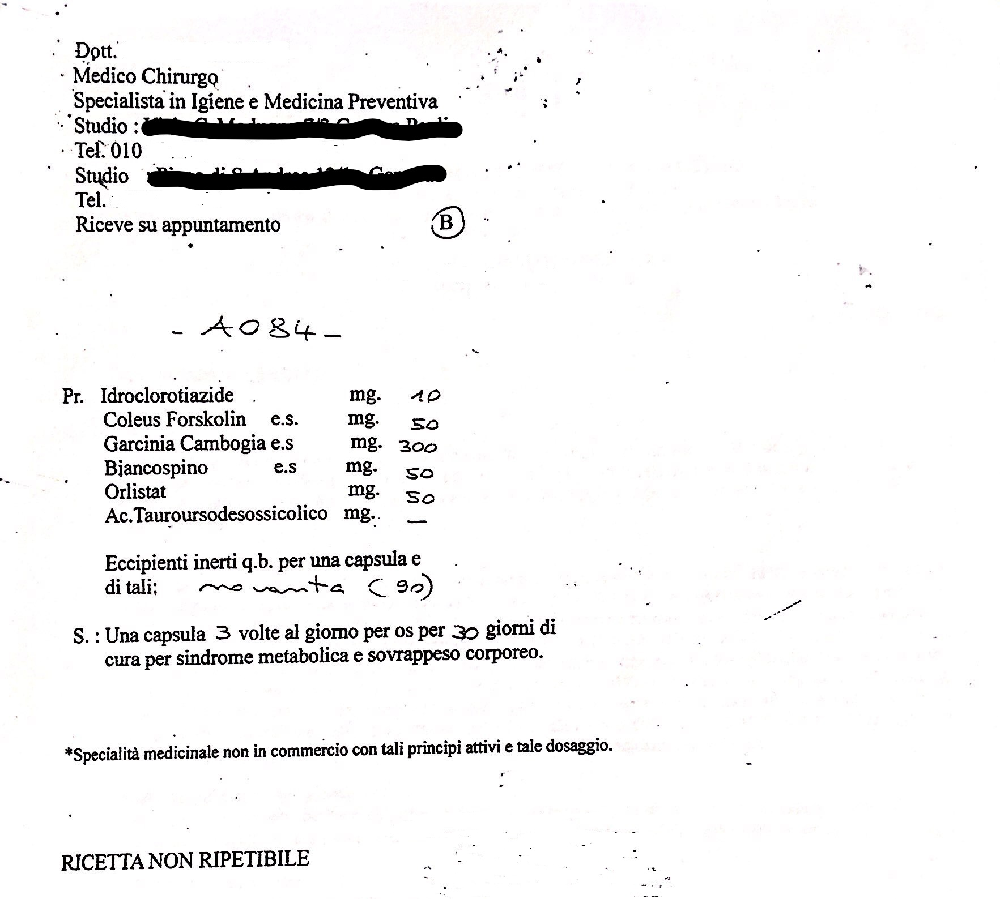 Dott.
Medico Chirurgo
Specialista in Igiene e Medicina Preventiva
Studio :
Tel. 010
Studio
Tel.
Riceve su appuntamento
B
- A084 -
Pr. Idroclorotiazide mg. 10
Coleus Forskolin e.s. mg. 50
Garcinia Cambogia e.s mg. 300
Biancospino e.s mg. 50
Orlistat mg. 50
Ac.Tauroursodesossicolico mg. —
Eccipienti inerti q.b. per una capsula e
di tali; novanta (90)
S. : Una capsula 3 volte al giorno per os per 30 giorni di
cura per sindrome metabolica e sovrappeso corporeo.
*Specialità medicinale non in commercio con tali principi attivi e tale dosaggio.
RICETTA NON RIPETIBILE